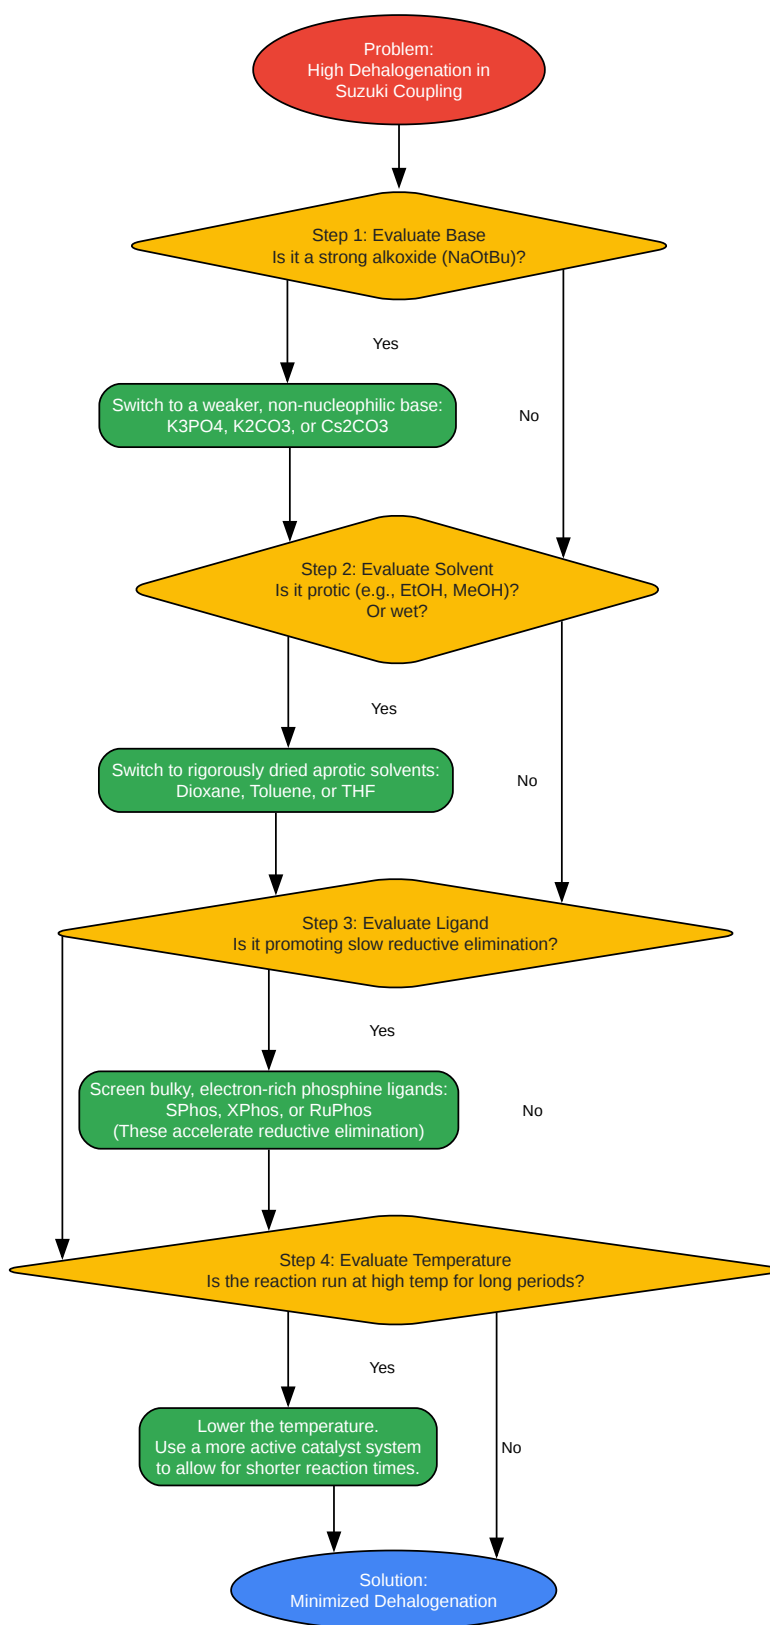 Problem:
High Dehalogenation in
Suzuki Coupling
Step 1: Evaluate Base
Is it a strong alkoxide (NaOtBu)?
Yes
Switch to a weaker, non-nucleophilic base:
K3PO4, K2CO3, or Cs2CO3
No
Step 2: Evaluate Solvent
Is it protic (e.g., EtOH, MeOH)?
Or wet?
Yes
Switch to rigorously dried aprotic solvents:
Dioxane, Toluene, or THF
No
Step 3: Evaluate Ligand
Is it promoting slow reductive elimination?
Yes
Screen bulky, electron-rich phosphine ligands:
SPhos, XPhos, or RuPhos
(These accelerate reductive elimination)
No
Step 4: Evaluate Temperature
Is the reaction run at high temp for long periods?
Yes
Lower the temperature.
Use a more active catalyst system
to allow for shorter reaction times.
No
Solution:
Minimized Dehalogenation